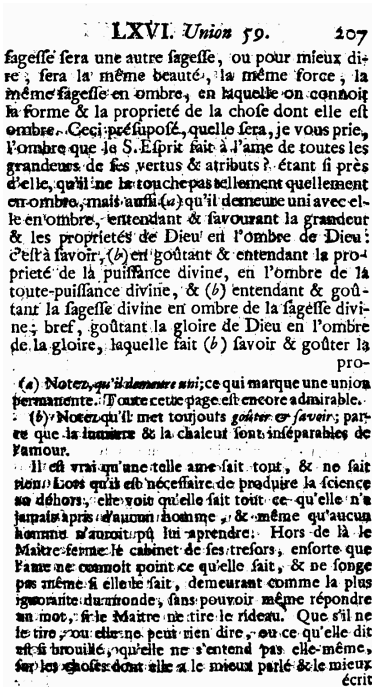 LXVI. Union 59. 207
ſageſſe ſera une autre ſageſſe, ou pour mieux di-
re, ſera la même beauté, la même force, la
même ſageſſe en ombre, en laquelle on connoit
la forme & la proprieté de la choſe dont elle eſt
ombre. Ceci préſupoſé, quelle ſera, je vous prie,
l'ombre que le S. Eſprit fait à l'ame de toutes les
grandeurs de ſes vertus & atributs? étant ſi près
d'elle, qu'il ne la touche pas tellement quellement
en ombre, mais auſſi (a) qu'il demeure uni avec el-
le en ombre, entendant & ſavourant la grandeur
& les proprietés de Dieu en l'ombre de Dieu:
c'eſt à ſavoir, (b) en goûtant & entendant la pro-
prieté de la puiſſance divine, en l'ombre de la
toute-puiſſance divine, & (b) entendant & goû-
tant la ſageſſe divine en ombre de la ſageſſe divi-
ne; bref, goûtant la gloire de Dieu en l'ombre
de la gloire, laquelle fait (b) ſavoir & goûter la
pro-
(a) Notez, qu'il demeure uni; ce qui marque une union
permanente. Toute cette page eſt encore admirable.
(b) Notez qu'il met toujouts goûter & ſavoir; par-
ce que la lumiere & la chaleur ſont inſéparables de
l'amour.
Il eſt vrai qu'une telle ame ſait tout, & ne ſait
rien. Lors qu'il eſt néceſſaire de produire la science
au déhors, elle voit qu'elle ſait tout ce qu'elle n'a
jamais apris d'aucun homme, & même qu'aucun
homme n'auroit pû lui aprendre. Hors de là le
Maître ferme le cabinet de ſes treſors, enſorte que
l'ame ne connoit point ce qu'elle ſait, & ne ſonge
pas même ſi elle le ſait, demeurant comme la plus
ignorante du monde, ſans pouvoir même répondre
un mot, ſi le Maitre ne tire le rideau. Que s'il ne
le tire, ou elle ne peut rien dire, ou ce qu'elle dit
eſt ſi brouillé, qu'elle ne s'entend pas elle-même,
ſur les choſes dont elle a le mieux parlé & le mieux
écrit